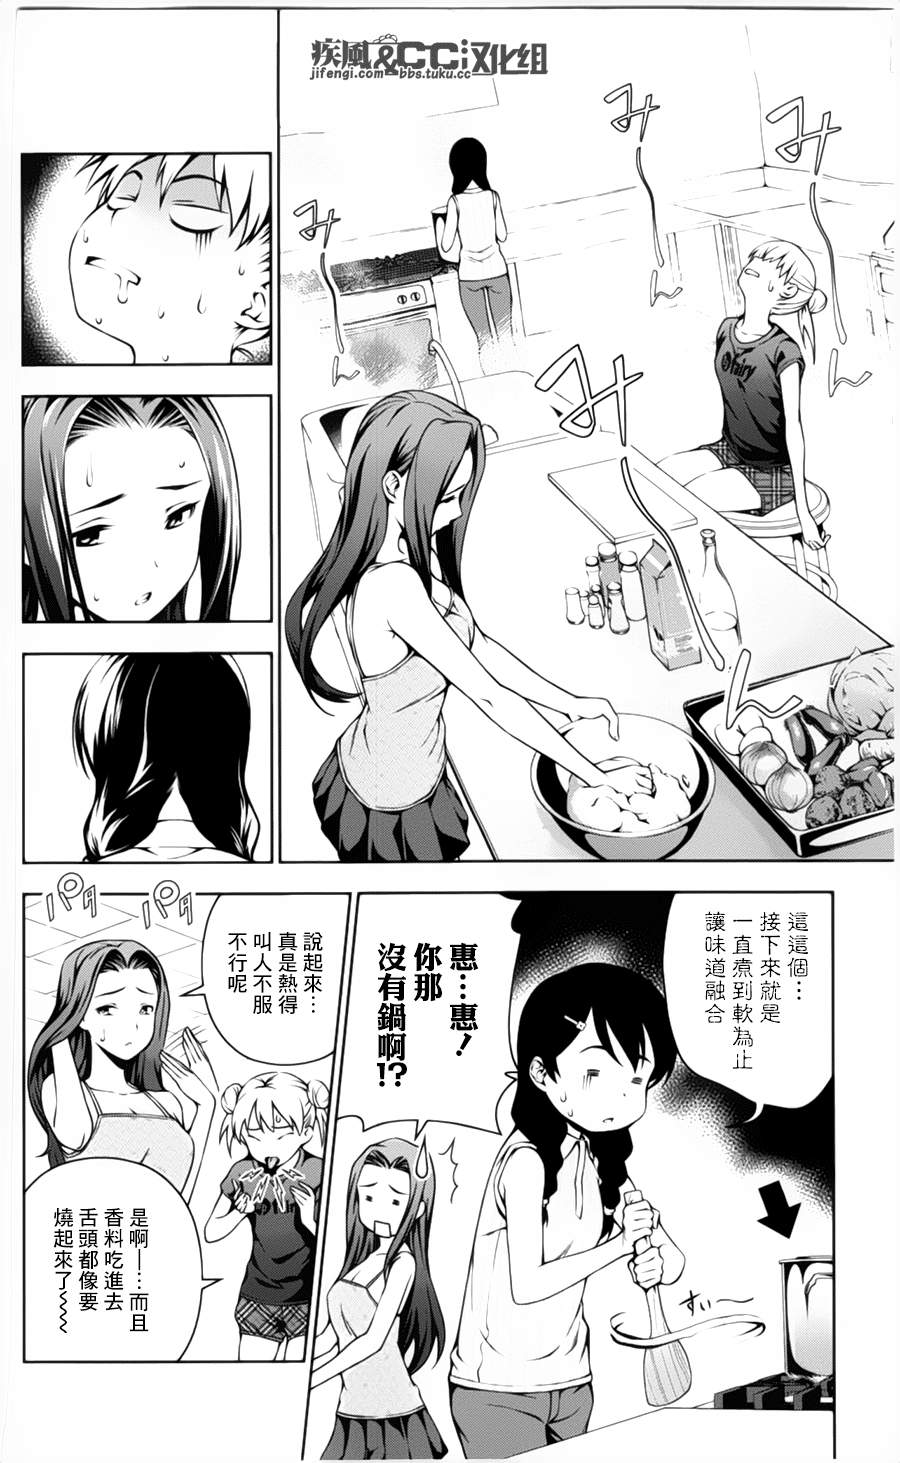 疾風&CC汉化组
jifengi.com bbs.tuku.cc
み〜ん
み〜ん
み〜ん
み〜ん
fairy
這這個…
接下來就是
一直煮到軟為止
讓味道融合
惠…惠！
你那
沒有鍋啊!?
すぃ〜
說起來…
真是熱得
叫人不服
不行呢
パタ
パタ
是啊─…而且
香料吃進去
舌頭都像要
燒起來了〜〜
fairy